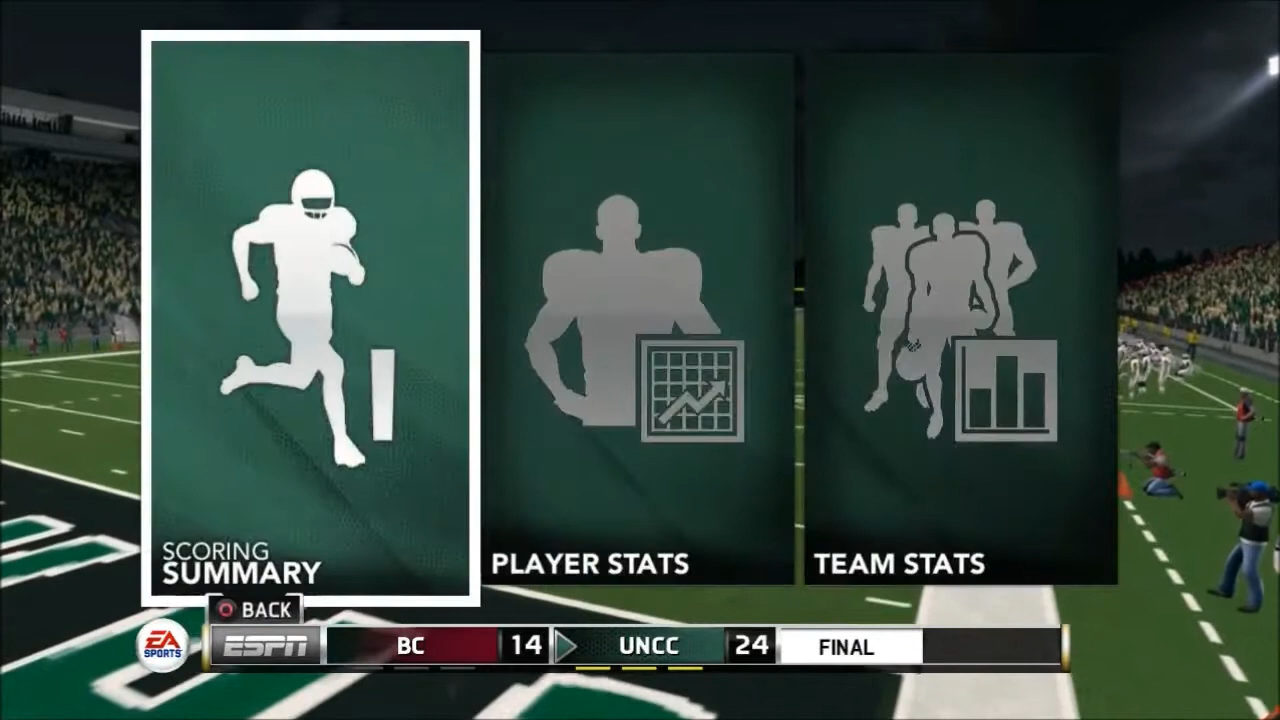 SCORING
SUMMARY
PLAYER STATS
TEAM STATS
BACK
EA
SPORTS
ESPN
BC 14 UNCC 24 FINAL